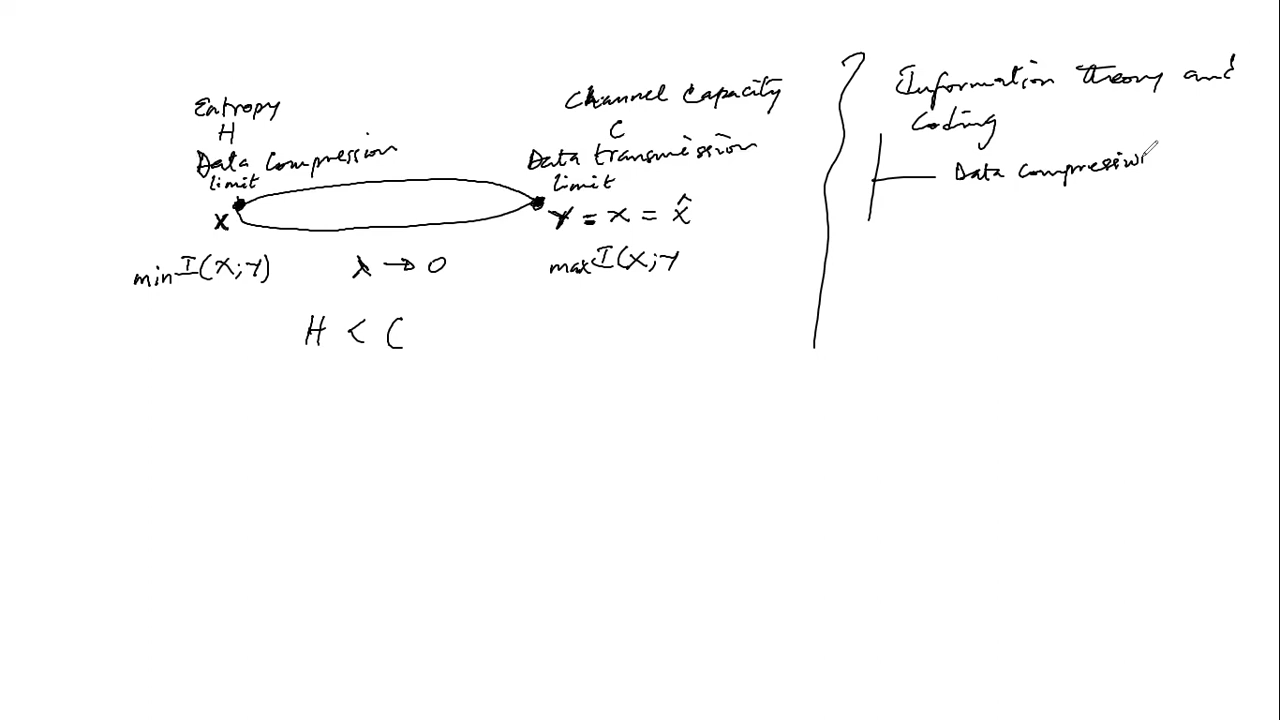 Entropy
H
Data Compression
limit
X
min I(X;Y)
λ → 0
H < C
Channel Capacity
C
Data transmission
limit
Y = X = X̂
max I(X;Y
Information theory and
Coding
Data compression